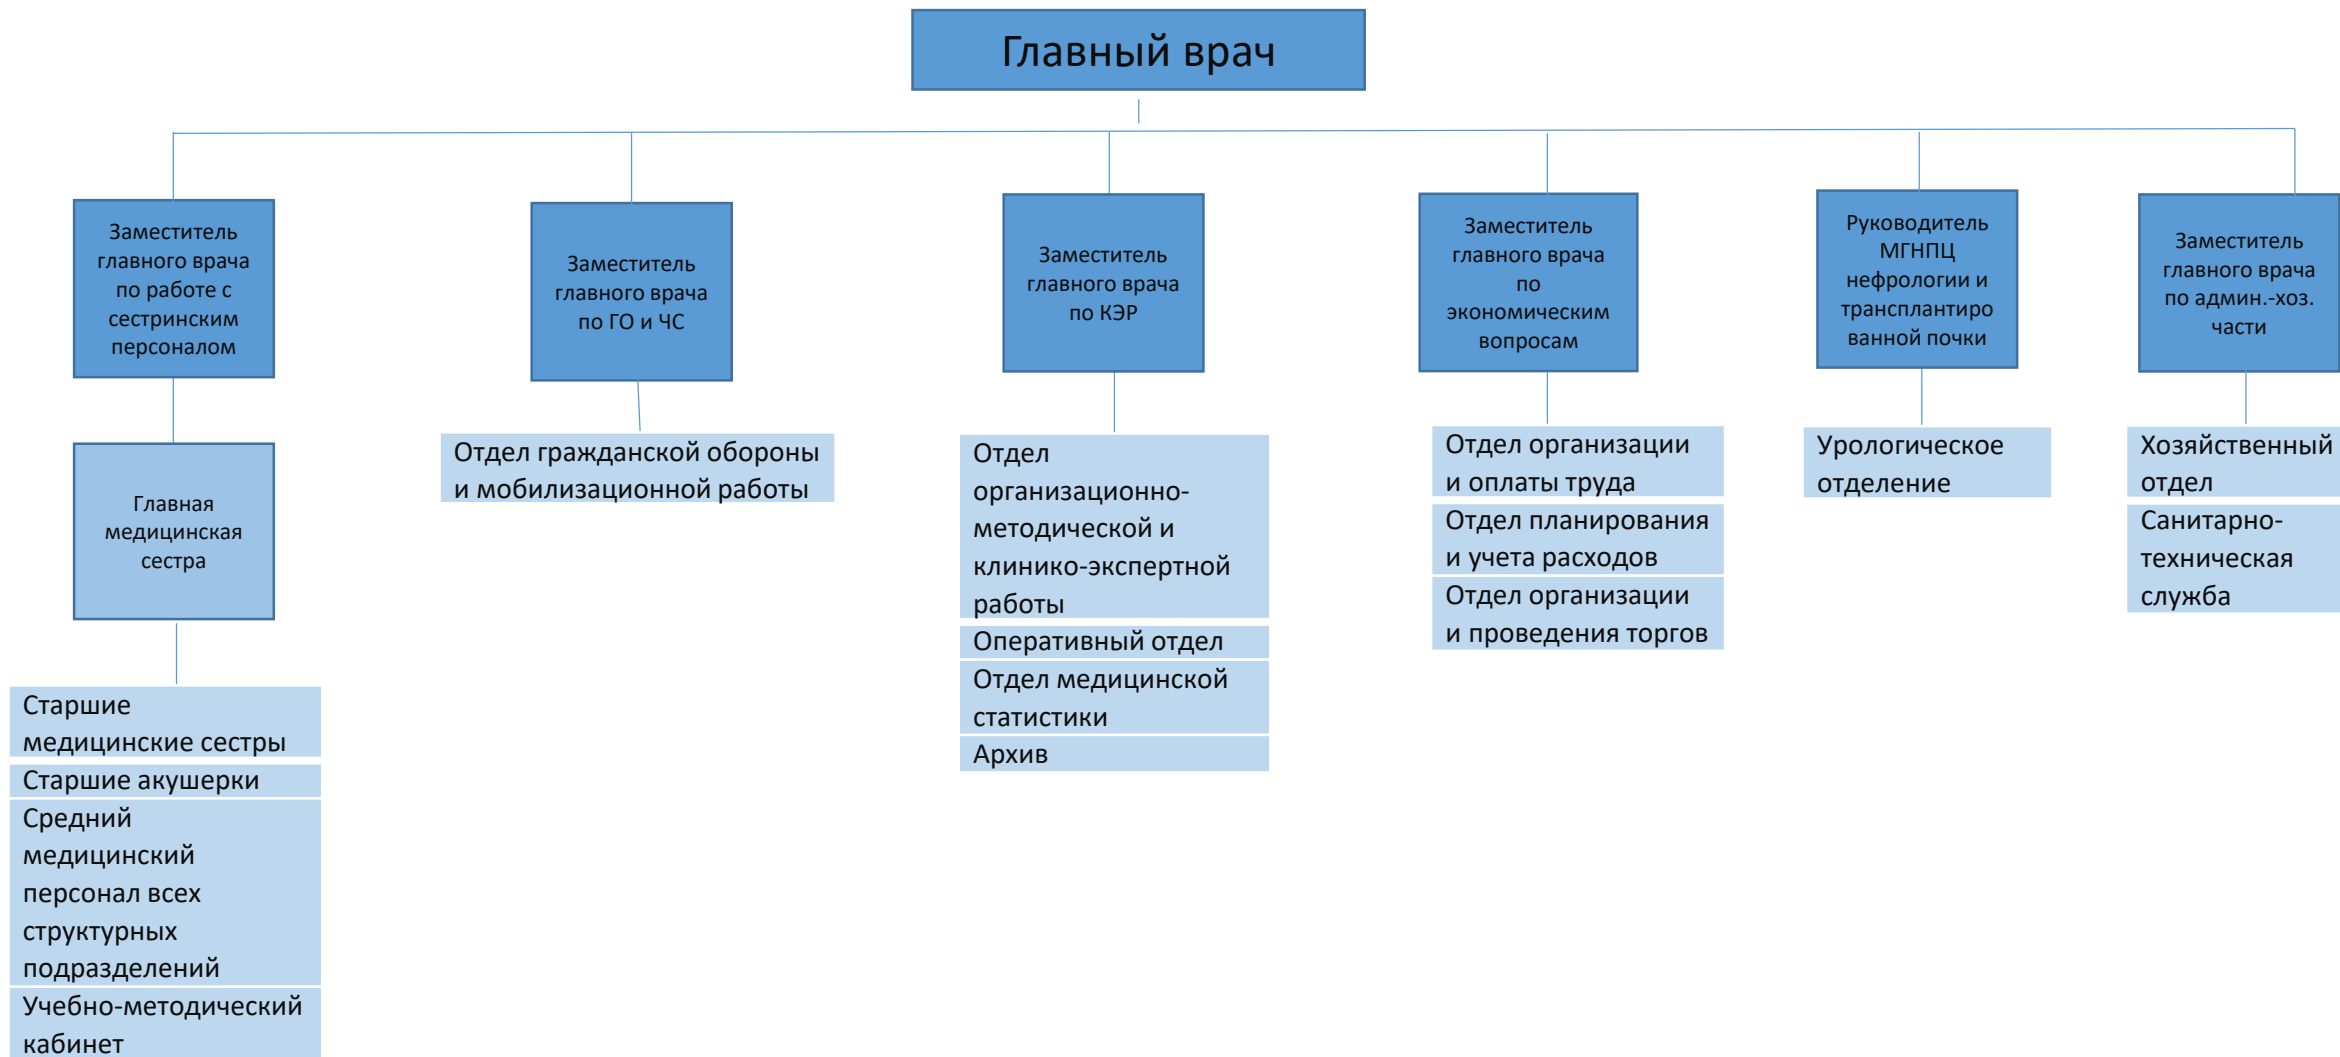 Главный врач
Заместитель
главного врача
по работе с
сестринским
персоналом
Заместитель
главного врача
по ГО и ЧС
Заместитель
главного врача
по КЭР
Заместитель
главного врача
по
экономическим
вопросам
Руководитель
МГНПЦ
нефрологии и
трансплантиро
ванной почки
Заместитель
главного врача
по админ.-хоз.
части
Главная
медицинская
сестра
Старшие
медицинские сестры
Старшие акушерки
Средний
медицинский
персонал всех
структурных
подразделений
Учебно-методический
кабинет
Отдел гражданской обороны
и мобилизационной работы
Отдел
организационно-
методической и
клинико-экспертной
работы
Оперативный отдел
Отдел медицинской
статистики
Архив
Отдел организации
и оплаты труда
Отдел планирования
и учета расходов
Отдел организации
и проведения торгов
Урологическое
отделение
Хозяйственный
отдел
Санитарно-
техническая
служба